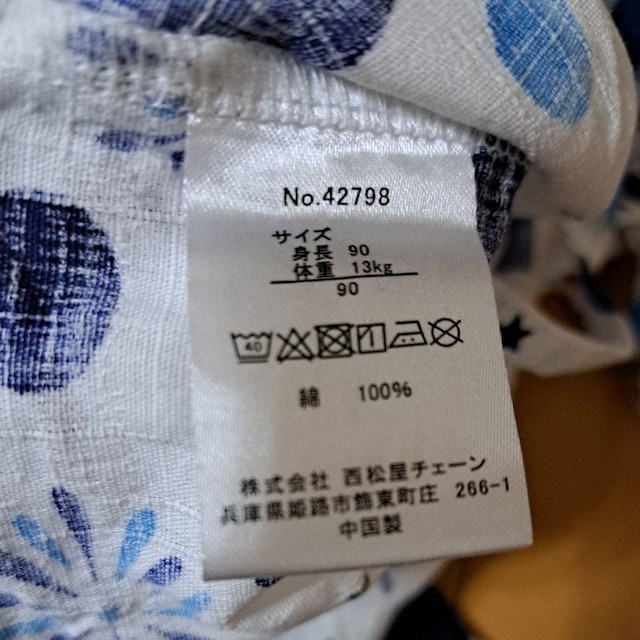 No.42798
サイズ
身長 90
体重 13kg
90
40
綿 100%
株式会社 西松屋チェーン
兵庫県姫路市飾東町庄 266-1
中国製